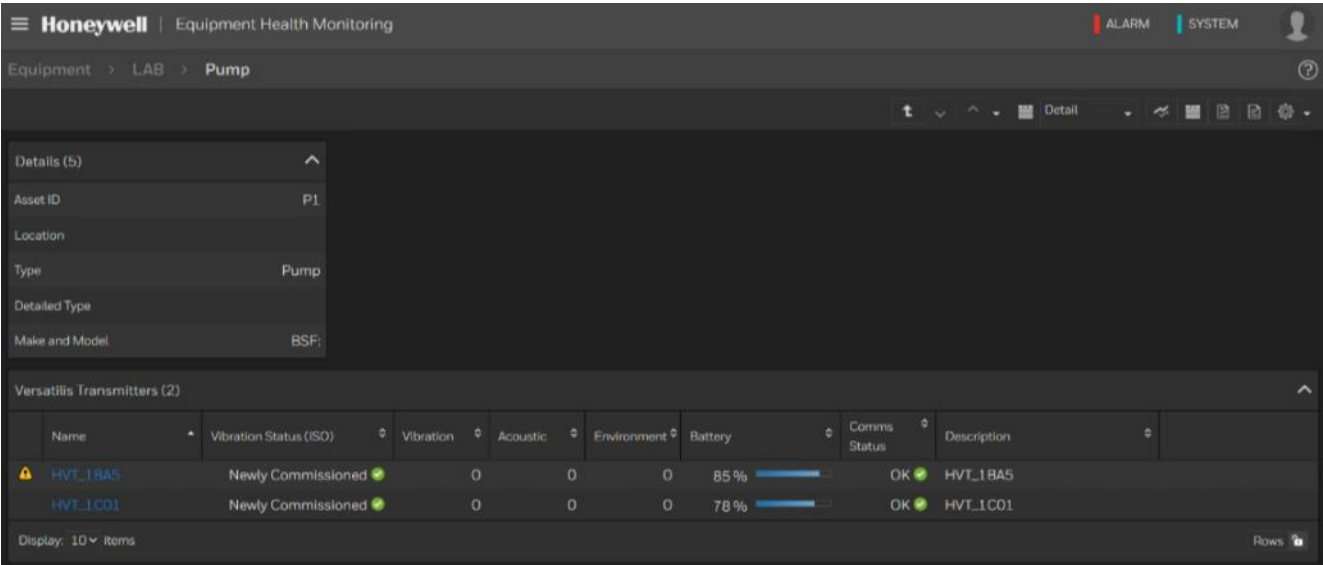 Honeywell | Equipment Health Monitoring ALARM SYSTEM
Equipment > LAB > Pump
Detail
Details (5)
Asset ID P1
Location
Type Pump
Detailed Type
Make and Model BSF:
Versatilis Transmitters (2)
Name Vibration Status (ISO) Vibration Acoustic Environment Battery Comms Status Description
HVT_1BA5 Newly Commissioned 0 0 0 85% OK HVT_1BA5
HVT_1C01 Newly Commissioned 0 0 0 78% OK HVT_1C01
Display: 10 items Rows